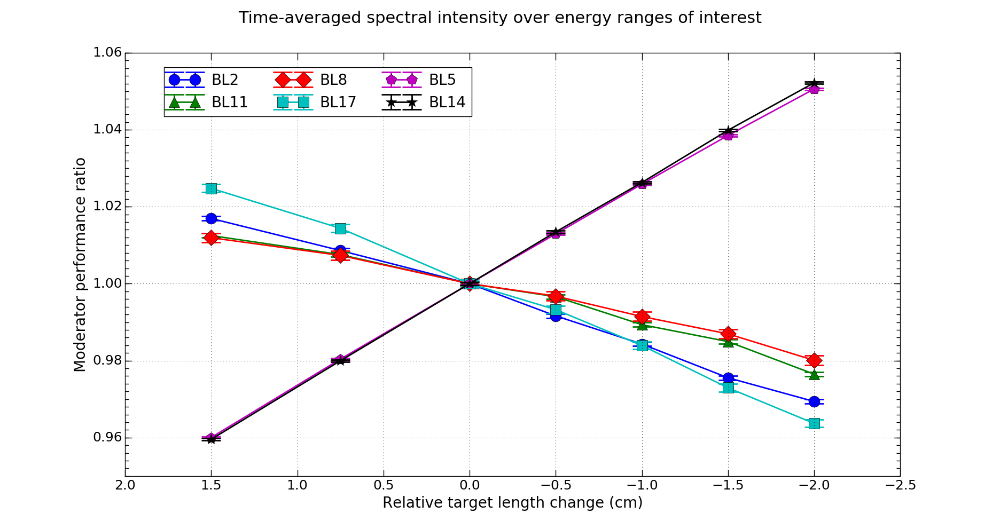 Time-averaged spectral intensity over energy ranges of interest
1.06
1.04
1.02
1.00
0.98
0.96
Moderator performance ratio
BL2 BL8 BL5
BL11 BL17 BL14
2.0 1.5 1.0 0.5 0.0 −0.5 −1.0 −1.5 −2.0 −2.5
Relative target length change (cm)